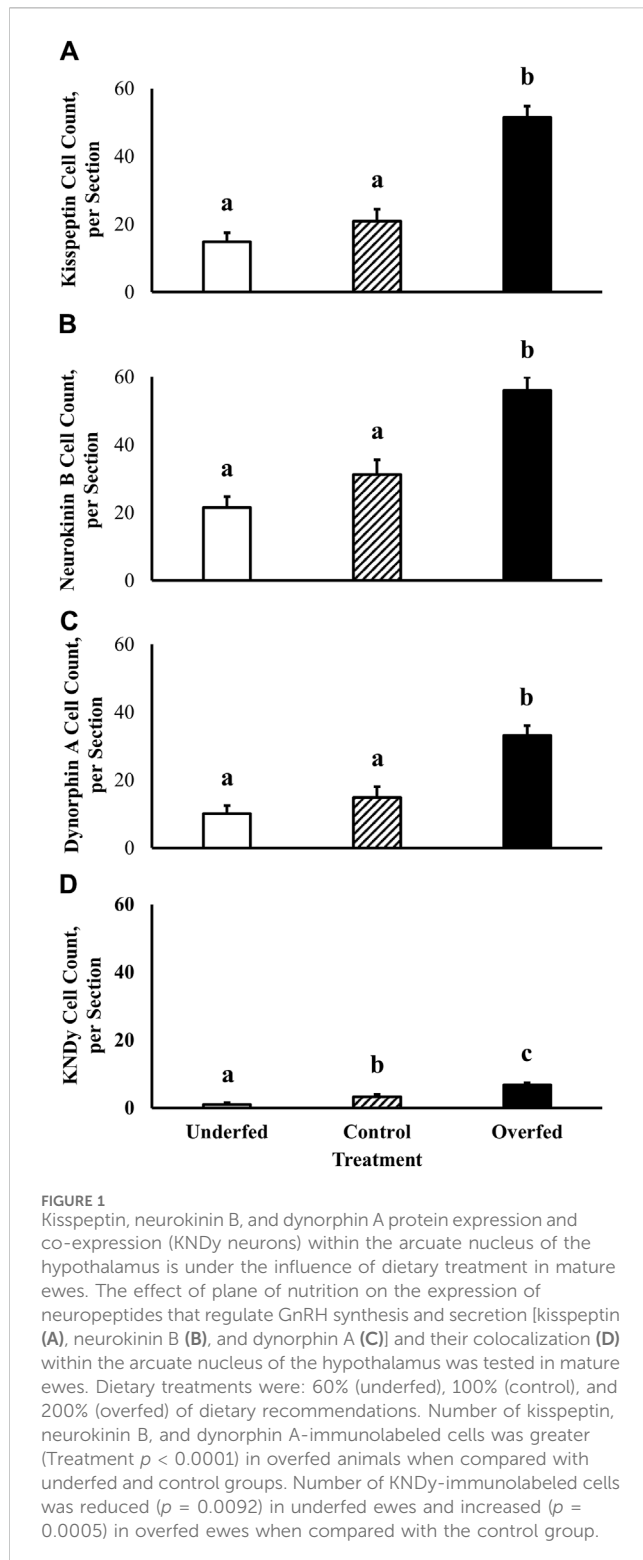 A
Kisspeptin Cell Count,
per Section
60
40
20
0
a
a
b
B
Neurokinin B Cell Count,
per Section
60
40
20
0
a
a
b
C
Dynorphin A Cell Count,
per Section
60
40
20
0
a
a
b
D
KNDy Cell Count,
per Section
60
40
20
0
a
b
c
Underfed Control Overfed
Treatment
FIGURE 1
Kisspeptin, neurokinin B, and dynorphin A protein expression and
co-expression (KNDy neurons) within the arcuate nucleus of the
hypothalamus is under the influence of dietary treatment in mature
ewes. The effect of plane of nutrition on the expression of
neuropeptides that regulate GnRH synthesis and secretion [kisspeptin
(A), neurokinin B (B), and dynorphin A (C)] and their colocalization (D)
within the arcuate nucleus of the hypothalamus was tested in mature
ewes. Dietary treatments were: 60% (underfed), 100% (control), and
200% (overfed) of dietary recommendations. Number of kisspeptin,
neurokinin B, and dynorphin A-immunolabeled cells was greater
(Treatment p < 0.0001) in overfed animals when compared with
underfed and control groups. Number of KNDy-immunolabeled cells
was reduced (p = 0.0092) in underfed ewes and increased (p =
0.0005) in overfed ewes when compared with the control group.